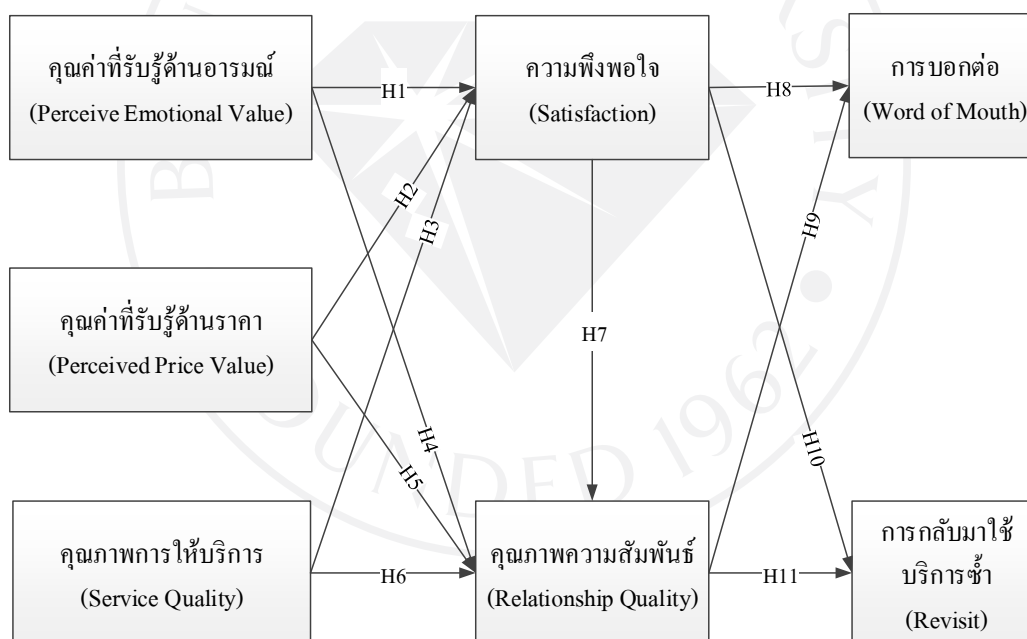 คุณค่าที่รับรู้ด้านอารมณ์
(Perceive Emotional Value)
ความพึงพอใจ
(Satisfaction)
การบอกต่อ
(Word of Mouth)
H1
H8
H2
H3
H9
คุณค่าที่รับรู้ด้านราคา
(Perceived Price Value)
H7
H4
H5
H10
คุณภาพการให้บริการ
(Service Quality)
H6
คุณภาพความสัมพันธ์
(Relationship Quality)
H11
การกลับมาใช้
บริการซ้ำ
(Revisit)
OUNDED 1962